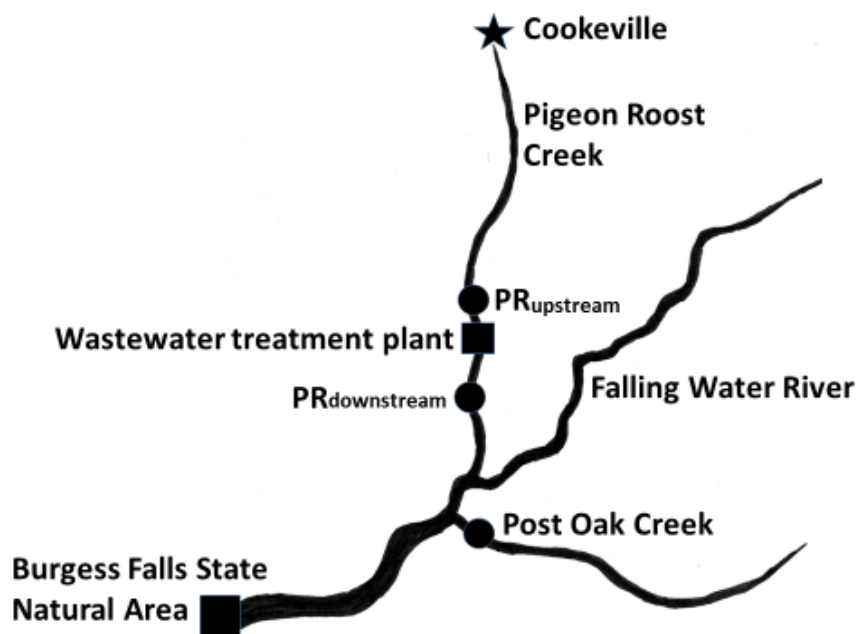 Cookeville
Pigeon Roost
Creek
PRupstream
Wastewater treatment plant
PRdownstream
Falling Water River
Post Oak Creek
Burgess Falls State
Natural Area